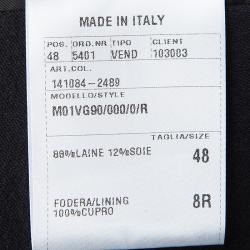 MADE IN ITALY
POS. ORD.NR TIPO CLIENT
48 5401 VEND 103003
ART.COL.
141084-2489
MODELLO/STYLE
M01VG90/000/0/R
TAGLIA/SIZE
88%LAINE 12%SOIE 48
FODERA/LINING 8R
100%CUPRO